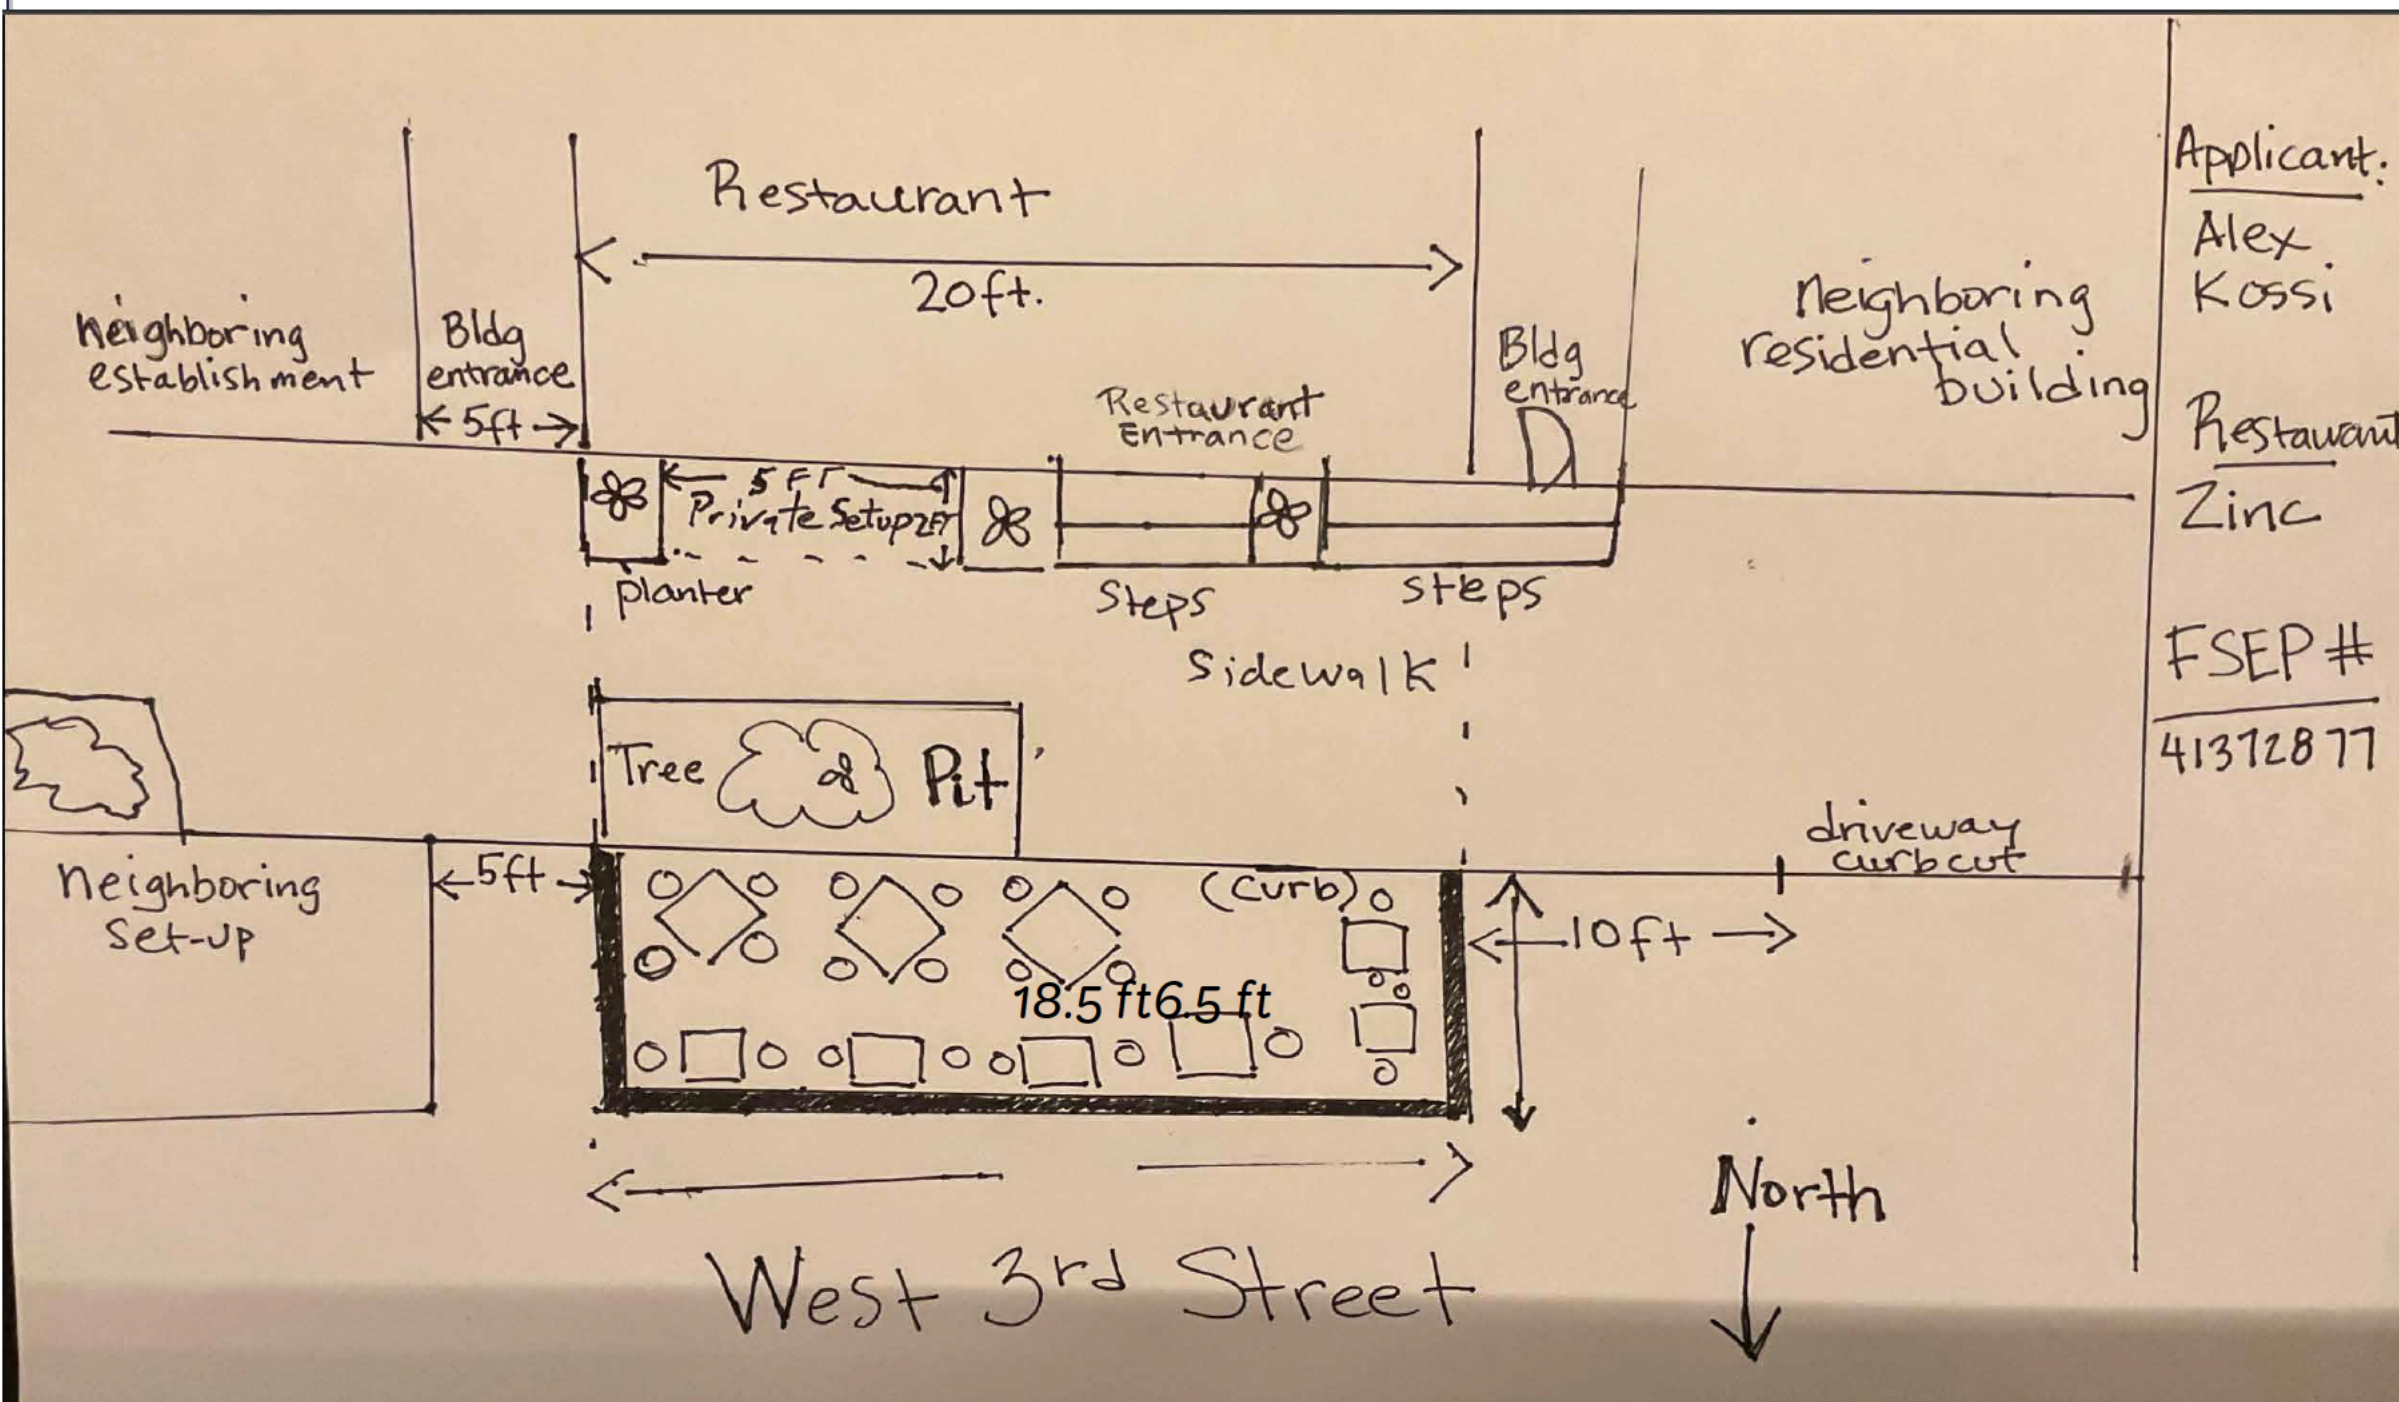 Restaurant
20ft.
neighboring
establishment
Bldg
entrance
5ft
Bldg
entrance
Neighboring
residential
building
Restaurant
Entrance
5 FT
Private Setup 2FT
planter
Steps
steps
Sidewalk
Tree
Pit
neighboring
set-up
5ft
(curb)
driveway
curbcut
10ft
18.5 ft6.5 ft
West 3rd Street
North
Applicant:
Alex
Kossi
Restaurant
Zinc
FSEP#
41372877